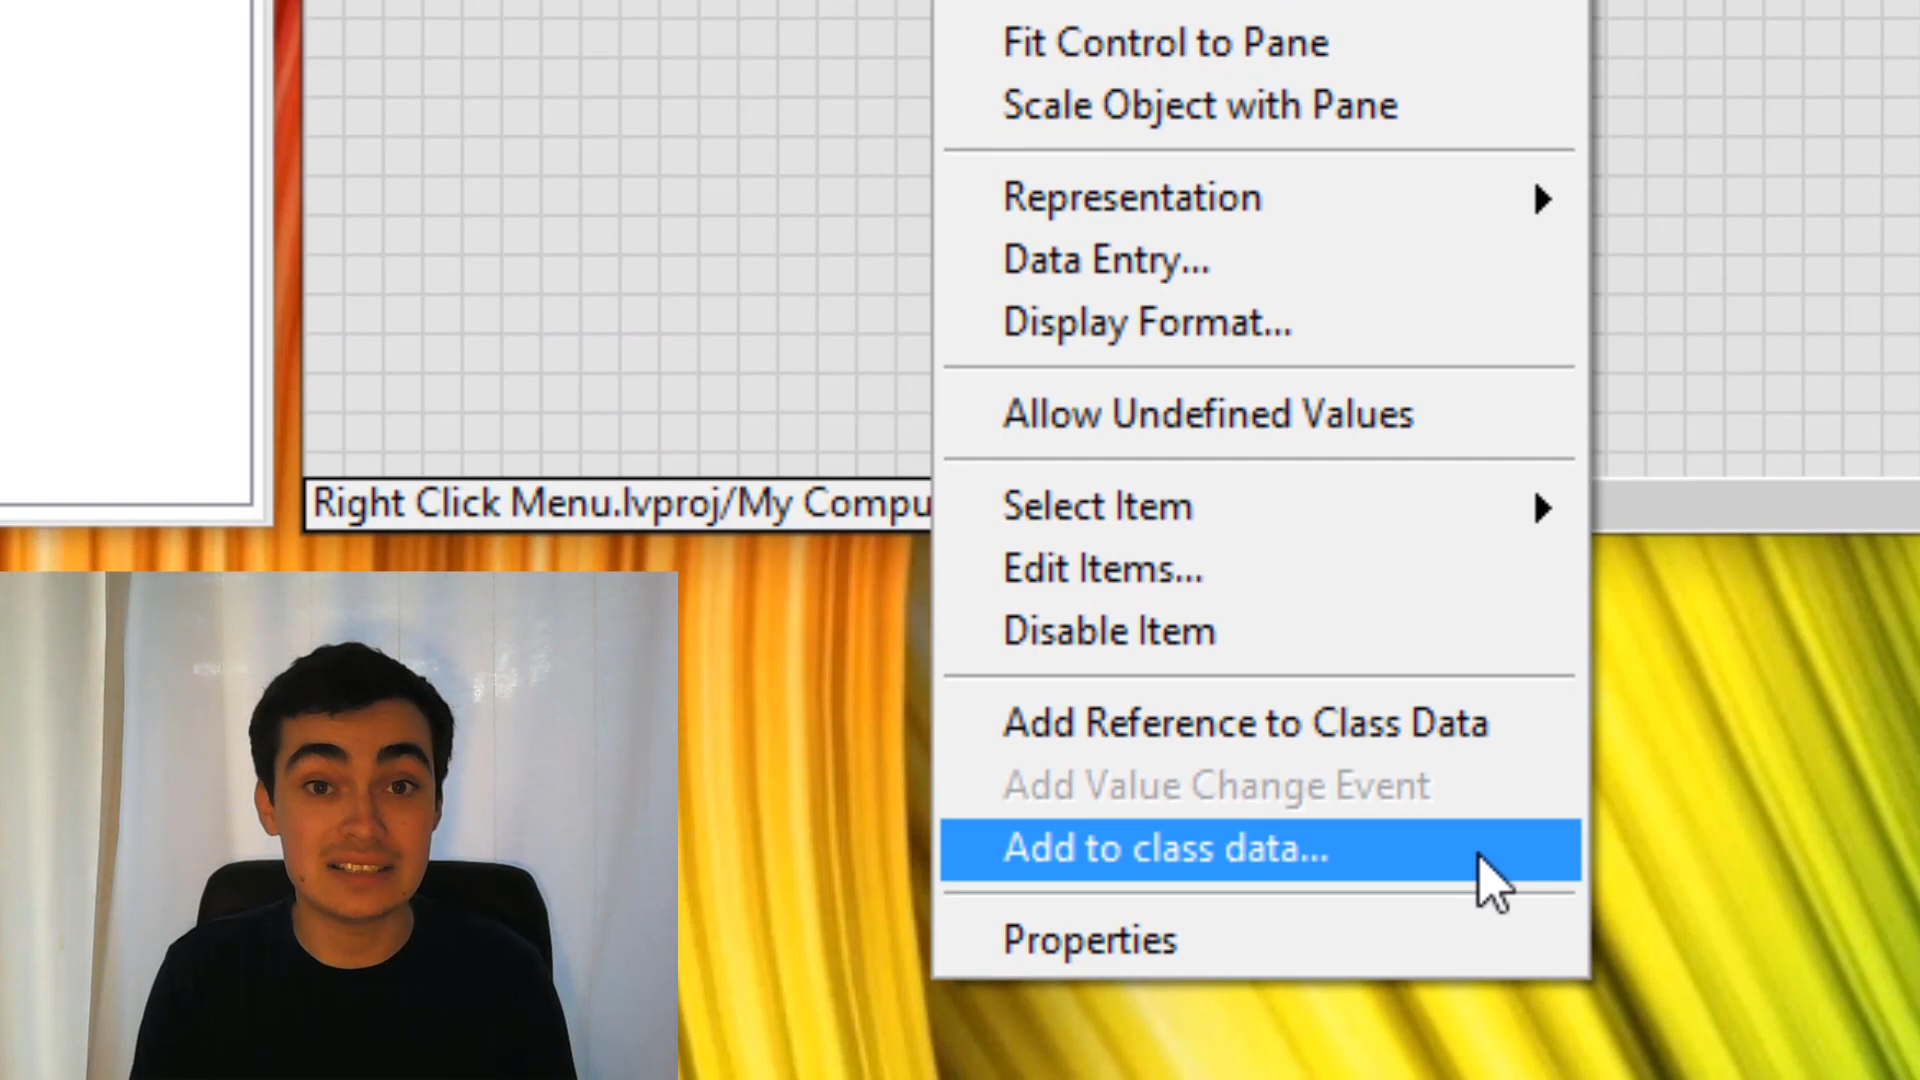 Fit Control to Pane
Scale Object with Pane
Representation
Data Entry...
Display Format...
Allow Undefined Values
Right Click Menu.lvproj/My Compu
Select Item
Edit Items...
Disable Item
Add Reference to Class Data
Add Value Change Event
Add to class data...
Properties